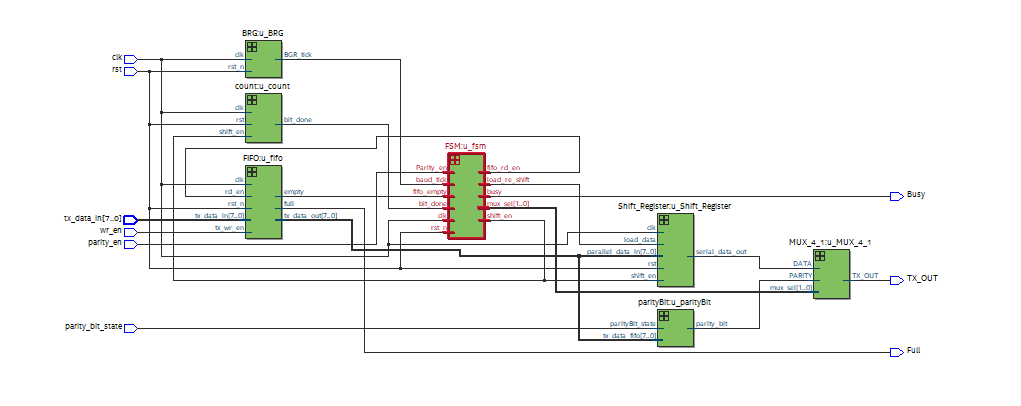 BRG:u_BRG
clk
rst
clk
rst_n
BGR_tick
count:u_count
clk
rst
shift_en
bit_done
FIFO:u_fifo
clk
rd_en
rst_n
tx_data_in[7..0]
tx_wr_en
empty
full
tx_data_out[7..0]
tx_data_in[7..0]
wr_en
parity_en
parity_bit_state
FSM:u_fsm
Parity_en
baud_tick
fifo_empty
bit_done
clk
rst_n
fifo_rd_en
load_re_shift
busy
mux_sel[1..0]
shift_en
Shift_Register:u_Shift_Register
clk
load_data
parallel_data_in[7..0]
rst
shift_en
serial_data_out
parityBit:u_parityBit
parityBit_state
tx_data_fifo[7..0]
parity_bit
MUX_4_1:u_MUX_4_1
DATA
PARITY
mux_sel[1..0]
TX_OUT
Busy
TX_OUT
Full